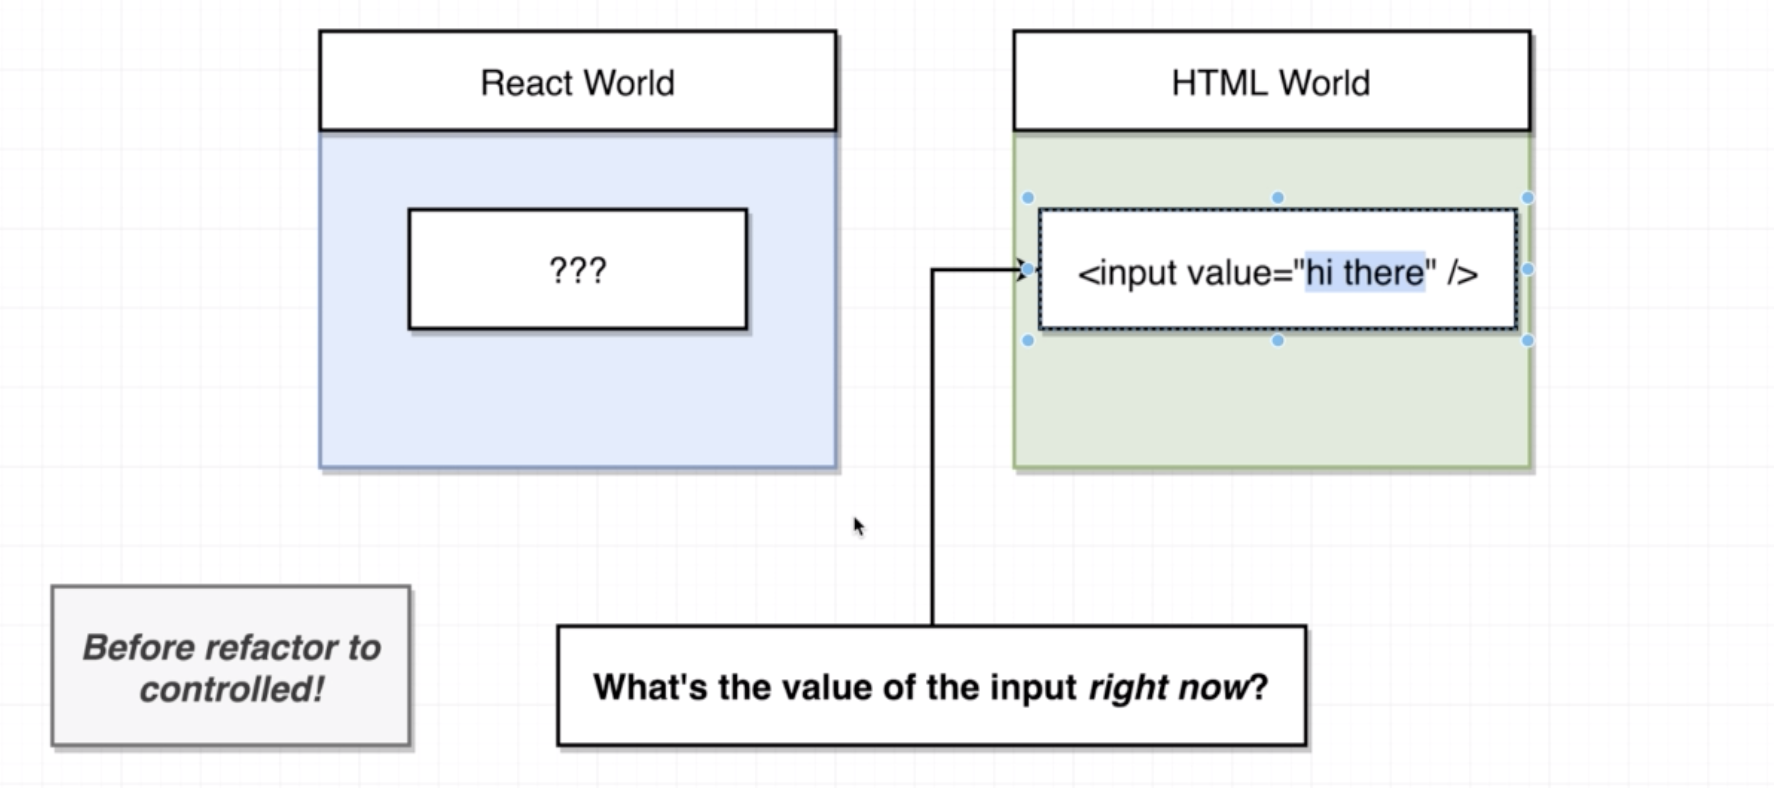 React World
HTML World
???
<input value="hi there" />
Before refactor to
controlled!
What's the value of the input right now?